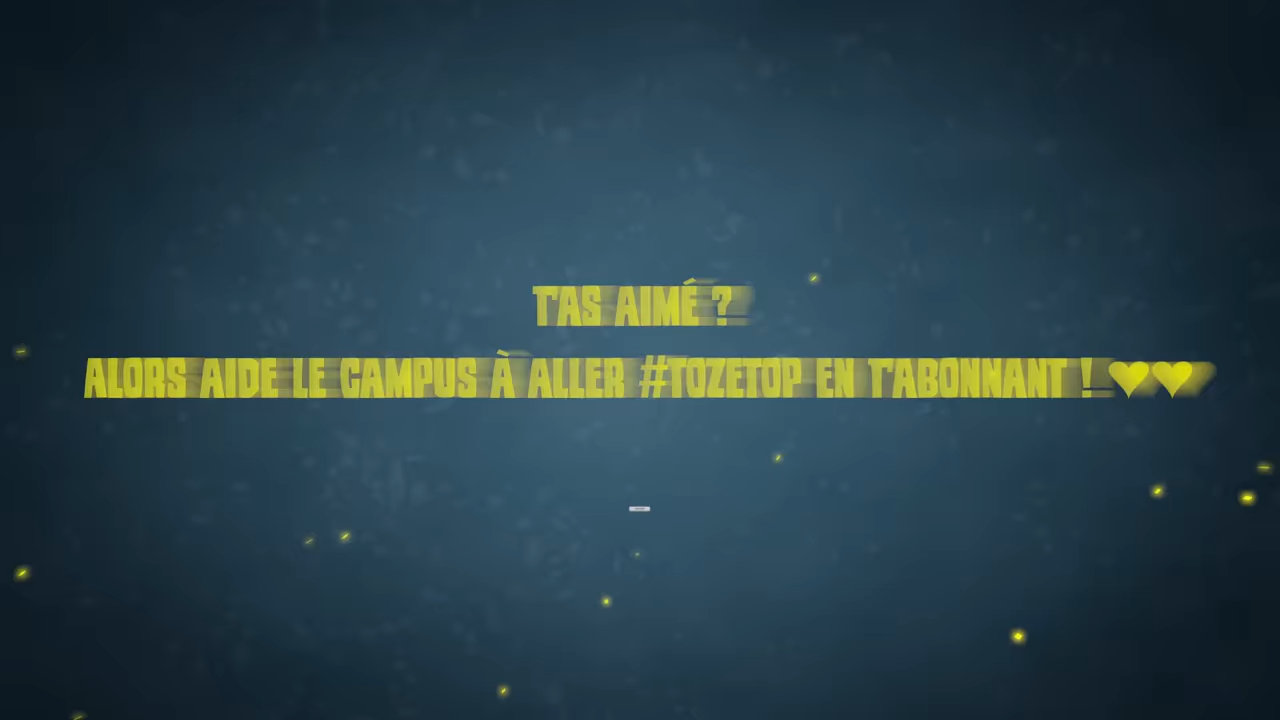 T'AS AIMÉ ?
ALORS AIDE LE CAMPUS À ALLER #TOZETOP EN T'ABONNANT ! ♥♥